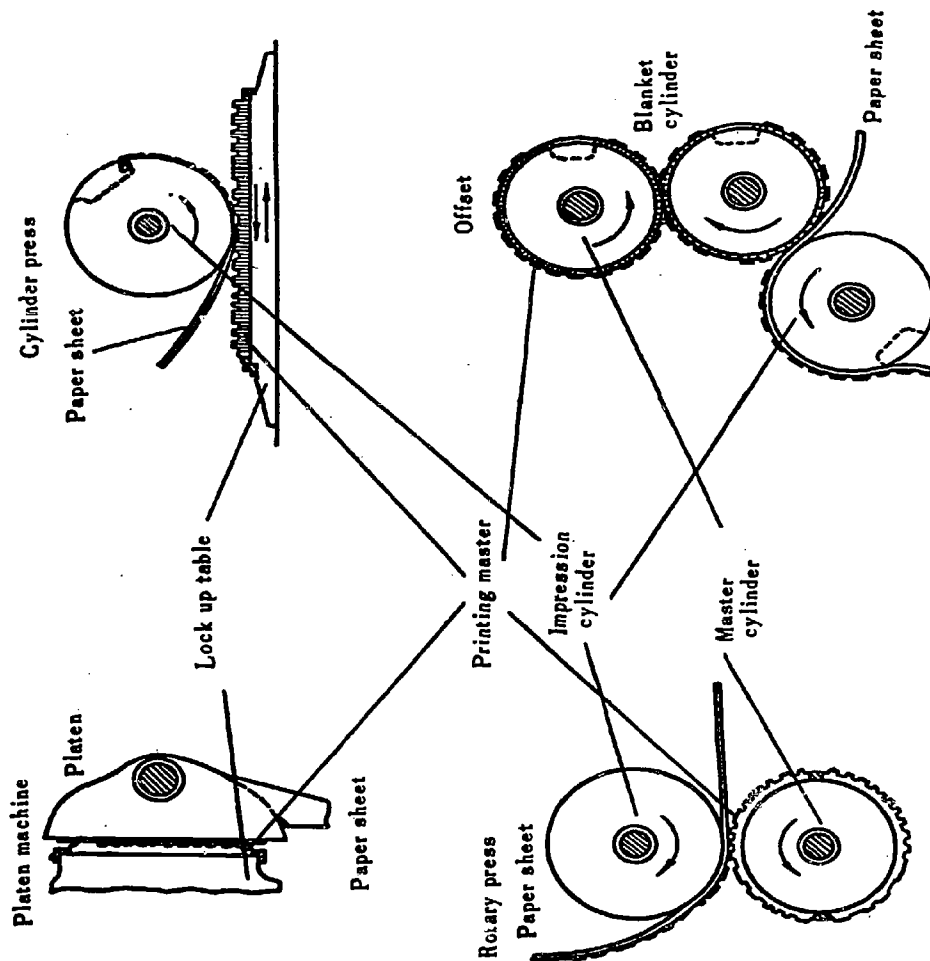 Platen machine
Platen
Paper sheet
Lock up table
Cylinder press
Paper sheet
Printing master
Impression
cylinder
Master
cylinder
Rotary press
Paper sheet
Offset
Blanket
cylinder
Paper sheet